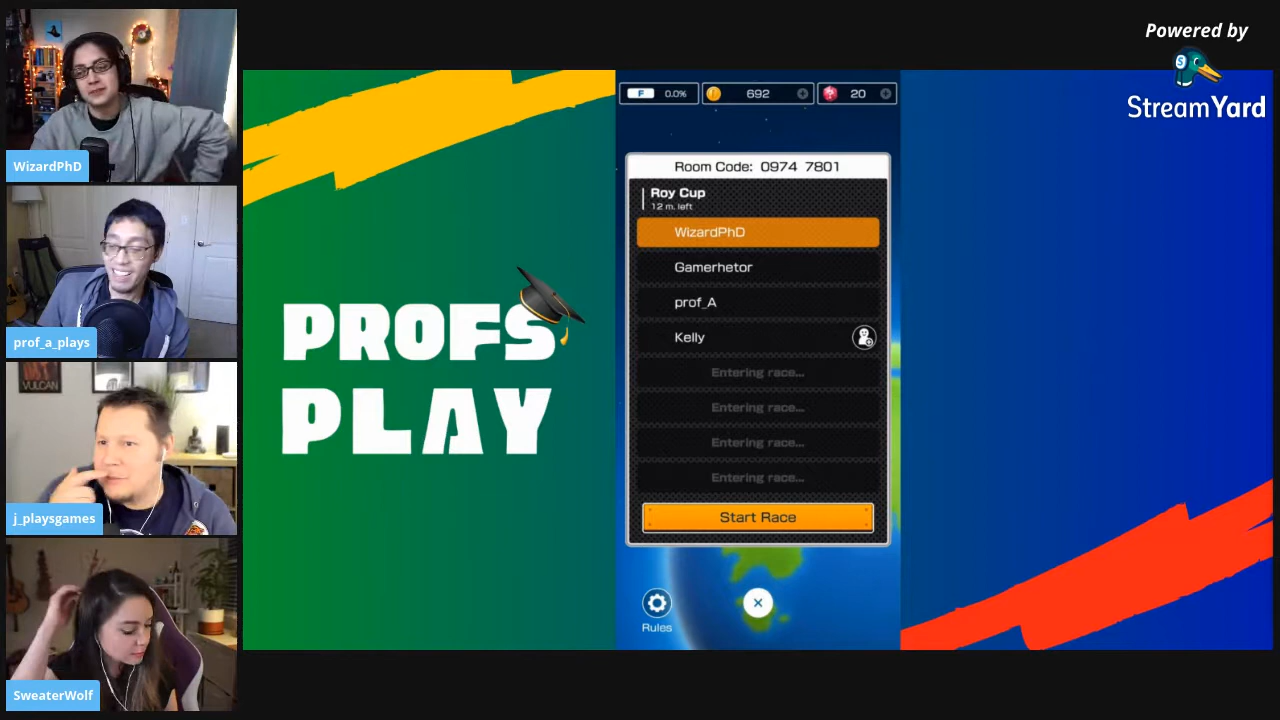 WizardPhD
prof_a_plays
VULCAN
j_playsgames
SweaterWolf
PROFS
PLAY
F 0.0% 692 20
Room Code: 0974 7801
Roy Cup
12 m. left
WizardPhD
Gamerhetor
prof_A
Kelly
Entering race...
Entering race...
Entering race...
Entering race...
Start Race
Rules
Powered by
S
StreamYard